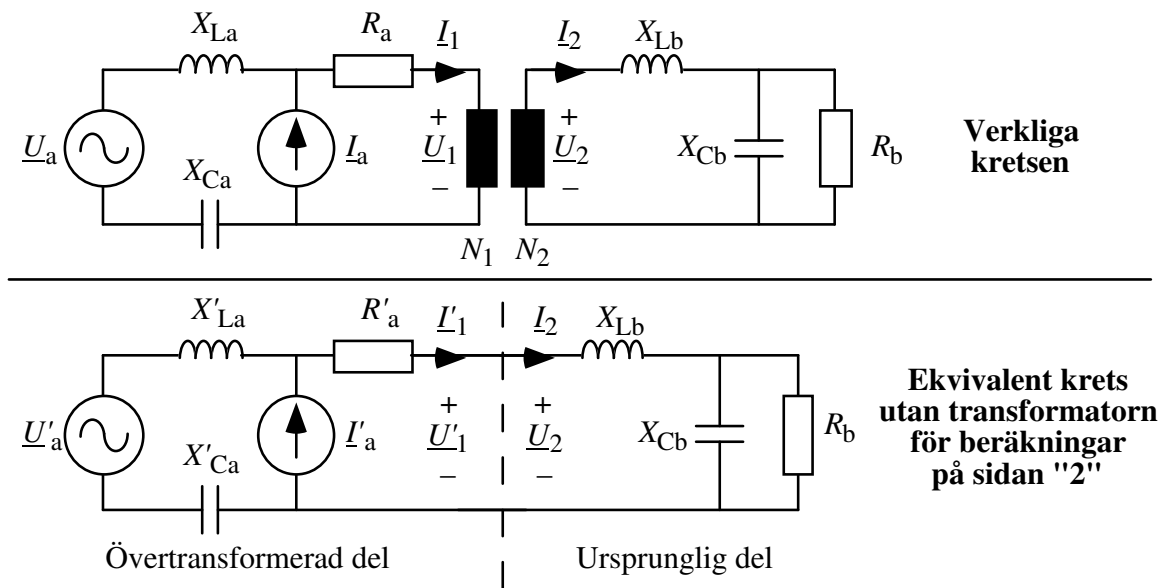 X_La R_a I_1 I_2 X_Lb
U_a X_Ca I_a + U_1 − + U_2 − X_Cb R_b
N_1 N_2
Verkliga
kretsen
X'_La R'_a I'_1 I_2 X_Lb
U'_a X'_Ca I'_a + U'_1 − + U_2 − X_Cb R_b
Ekvivalent krets
utan transformatorn
för beräkningar
på sidan "2"
Övertransformerad del Ursprunglig del